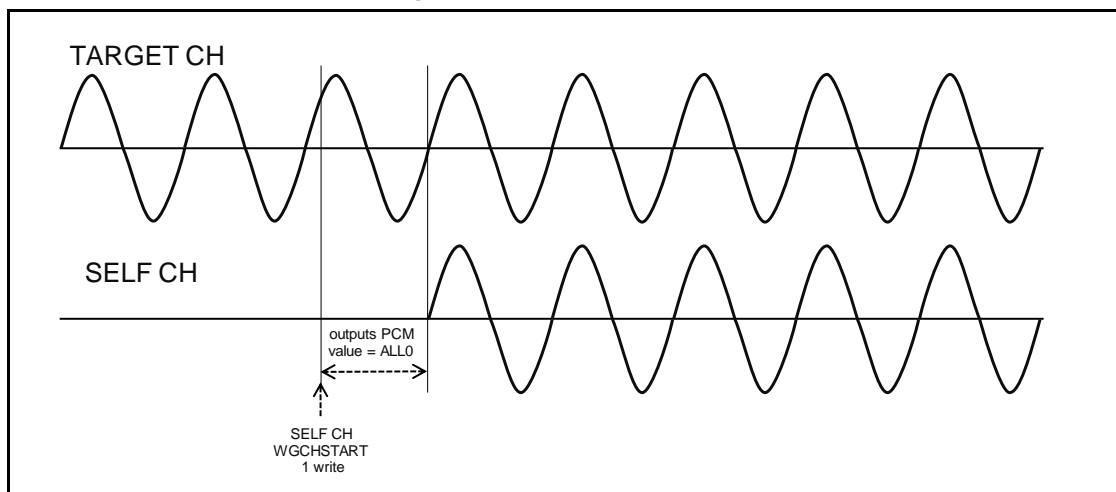 TARGET CH
SELF CH
outputs PCM
value = ALL0
SELF CH
WGCHSTART
1 write